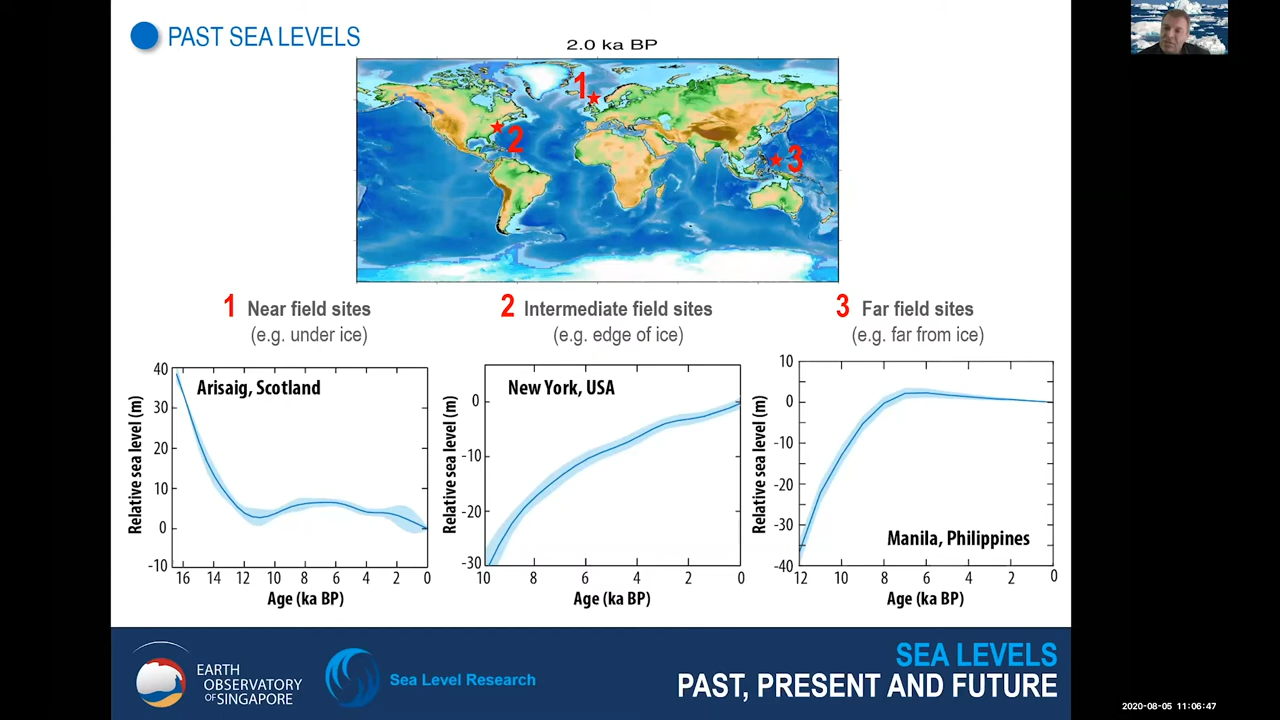 PAST SEA LEVELS
2.0 ka BP
1
2
3
1 Near field sites
(e.g. under ice)
2 Intermediate field sites
(e.g. edge of ice)
3 Far field sites
(e.g. far from ice)
Arisaig, Scotland
Relative sea level (m)
40
30
20
10
0
-10
16 14 12 10 8 6 4 2 0
Age (ka BP)
New York, USA
Relative sea level (m)
0
-10
-20
-30
10 8 6 4 2 0
Age (ka BP)
Manila, Philippines
Relative sea level (m)
10
0
-10
-20
-30
-40
12 10 8 6 4 2 0
Age (ka BP)
EARTH
OBSERVATORY
OF SINGAPORE
Sea Level Research
SEA LEVELS
PAST, PRESENT AND FUTURE
2020-08-05 11:06:47